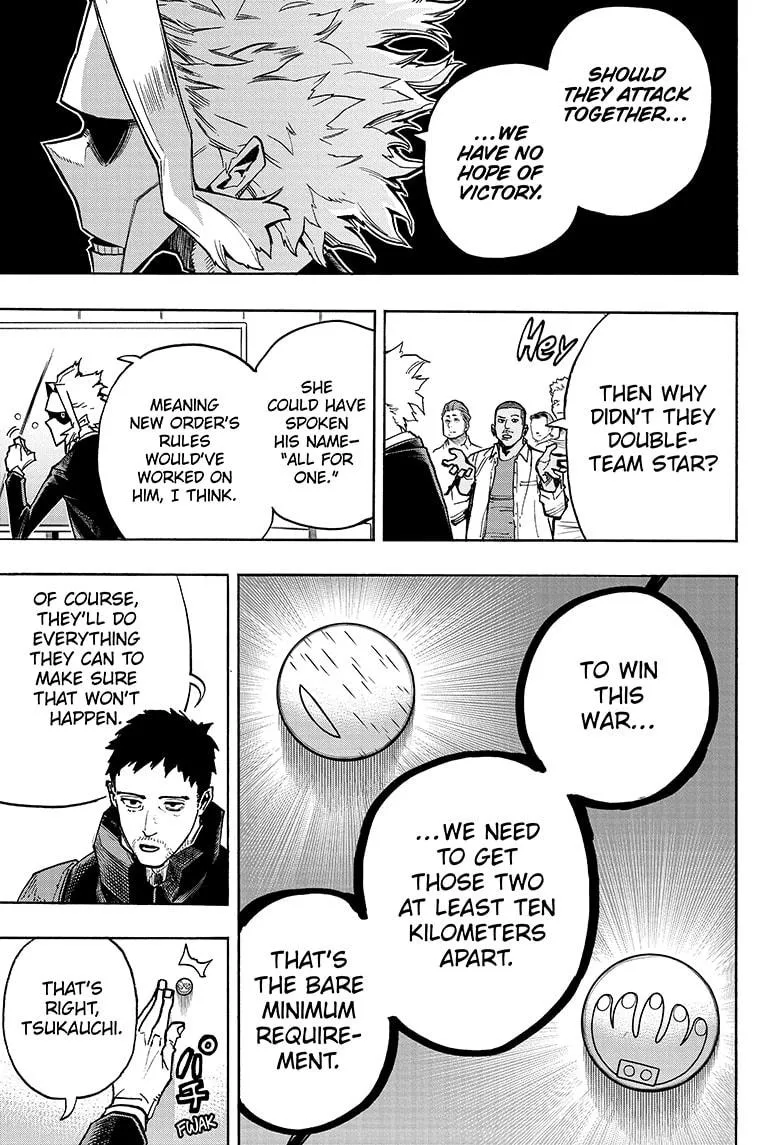 SHOULD
THEY ATTACK
TOGETHER...
...WE
HAVE NO
HOPE OF
VICTORY.
Hey
THEN WHY
DIDN'T THEY
DOUBLE-
TEAM STAR?
SHE
COULD HAVE
SPOKEN
HIS NAME—
"ALL FOR
ONE."
MEANING
NEW ORDER'S
RULES
WOULD'VE
WORKED ON
HIM, I THINK.
TO WIN
THIS
WAR...
...WE NEED
TO GET
THOSE TWO
AT LEAST TEN
KILOMETERS
APART.
THAT'S
THE BARE
MINIMUM
REQUIRE-
MENT.
OF COURSE,
THEY'LL DO
EVERYTHING
THEY CAN TO
MAKE SURE
THAT WON'T
HAPPEN.
THAT'S
RIGHT,
TSUKAUCHI.
パチ
FWAK